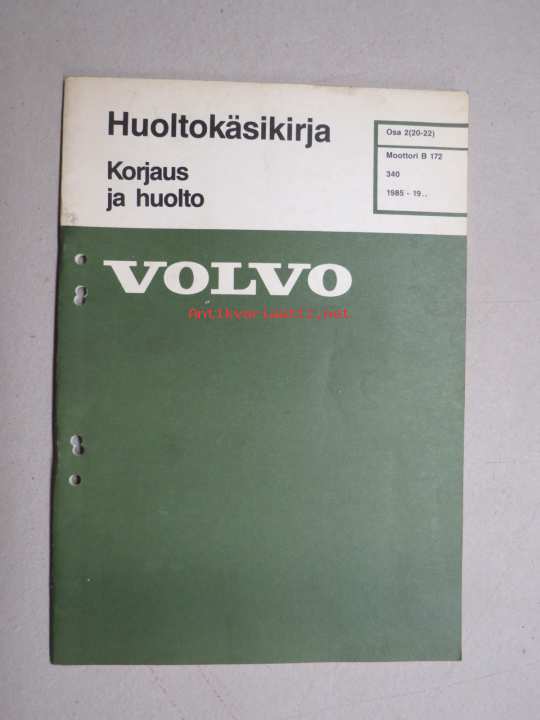 Huoltokäsikirja
Korjaus
ja huolto
Osa 2(20-22)
Moottori B 172
340
1985 - 19..
VOLVO
Antikvariaatti.net